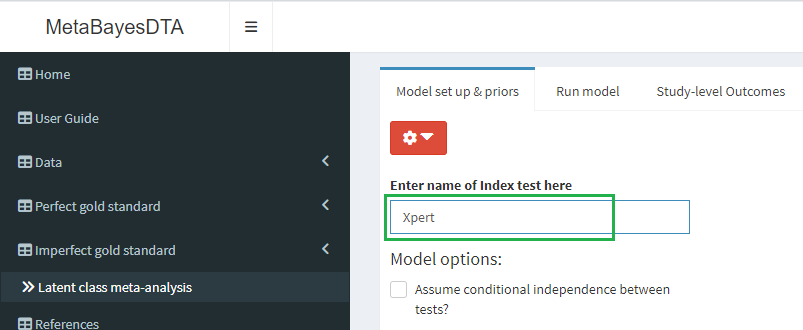 MetaBayesDTA
Home
User Guide
Data
Perfect gold standard
Imperfect gold standard
Latent class meta-analysis
References
Model set up & priors
Run model
Study-level Outcomes
Enter name of Index test here
Xpert
Model options:
Assume conditional independence between
tests?